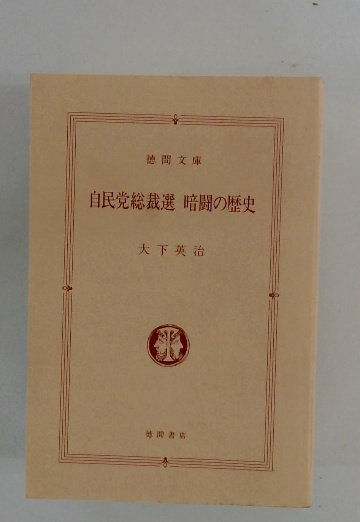 徳間文庫
自民党総裁選 暗闘の歴史
大下英治
徳間書店